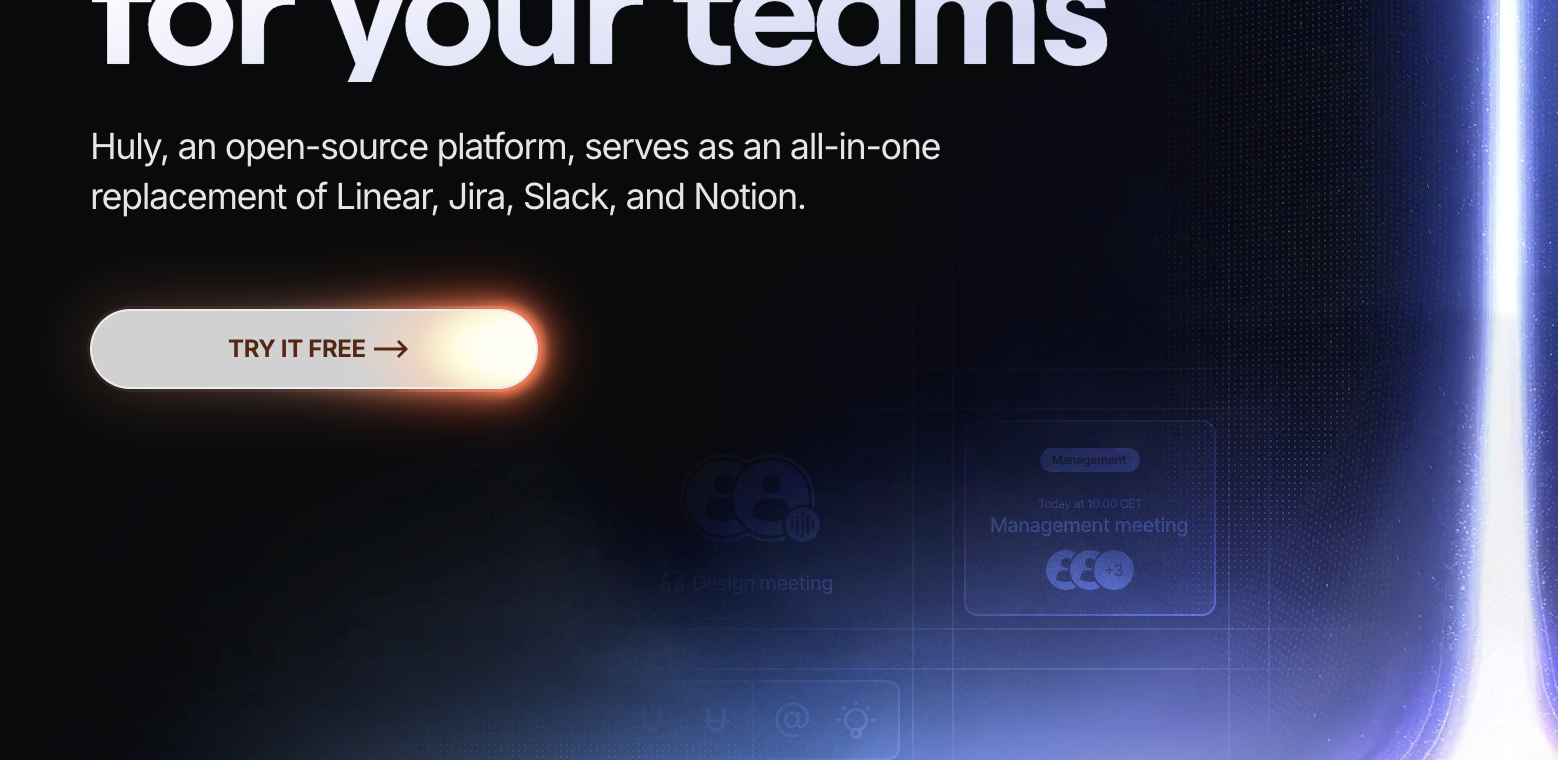 for your teams
Huly, an open-source platform, serves as an all-in-one
replacement of Linear, Jira, Slack, and Notion.
TRY IT FREE →
Management
Today at 10:00 CET
Management meeting
+3
Design meeting
U U @